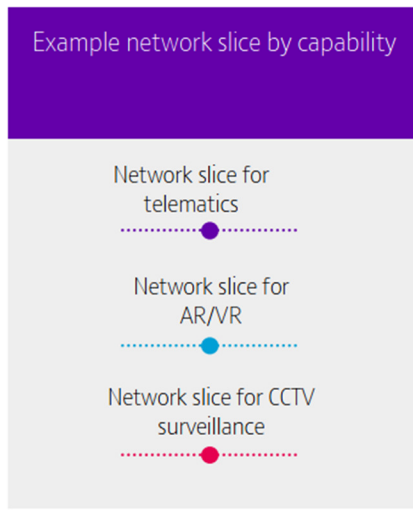 Example network slice by capability
Network slice for
telematics
Network slice for
AR/VR
Network slice for CCTV
surveillance